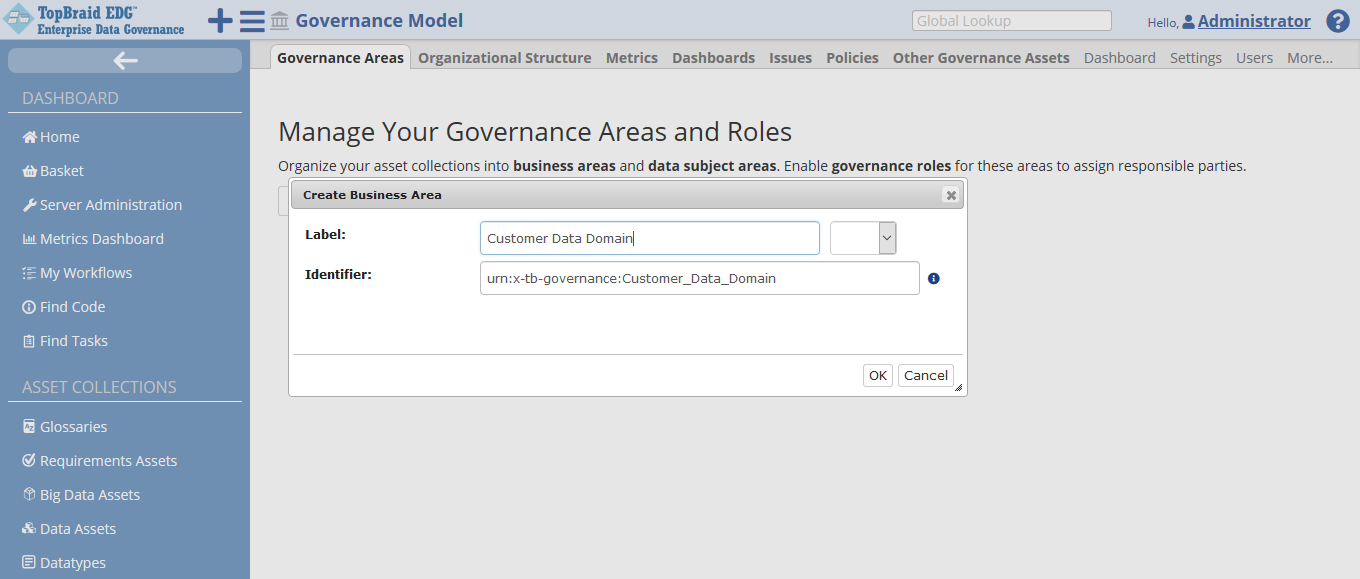 TopBraid EDG™
Enterprise Data Governance
Governance Model
Global Lookup
Hello, Administrator
?
Governance Areas Organizational Structure Metrics Dashboards Issues Policies Other Governance Assets Dashboard Settings Users More...
DASHBOARD
Home
Basket
Server Administration
Metrics Dashboard
My Workflows
Find Code
Find Tasks
ASSET COLLECTIONS
Glossaries
Requirements Assets
Big Data Assets
Data Assets
Datatypes
Manage Your Governance Areas and Roles
Organize your asset collections into business areas and data subject areas. Enable governance roles for these areas to assign responsible parties.
Create Business Area
Label: Customer Data Domain
Identifier: urn:x-tb-governance:Customer_Data_Domain
OK Cancel